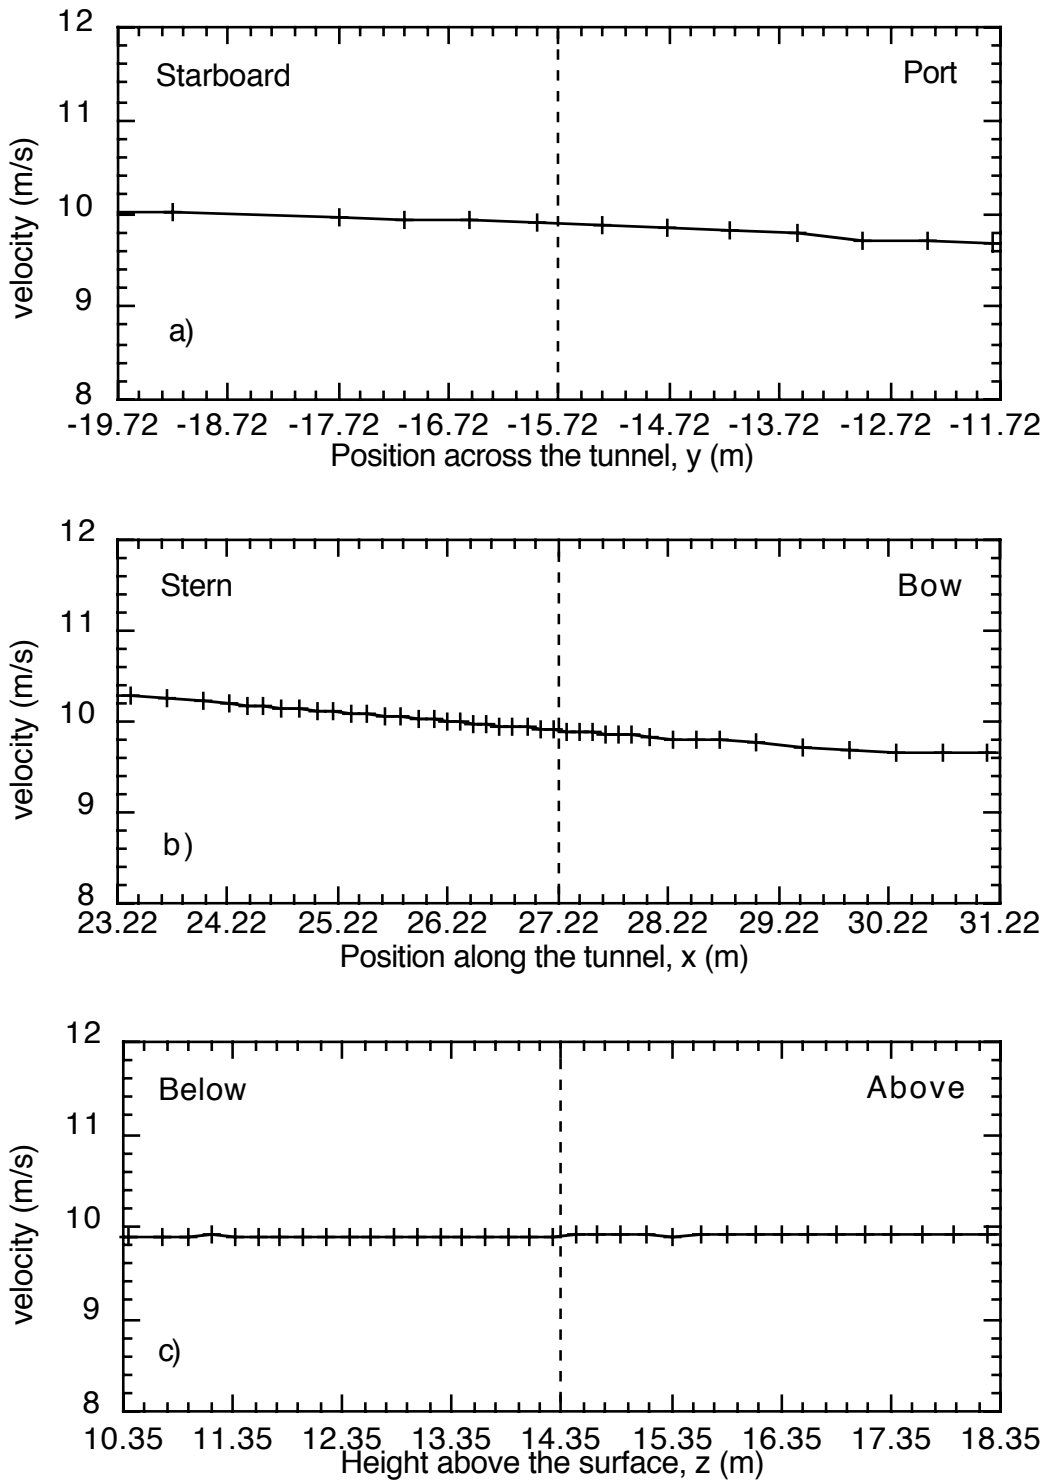 12
Starboard
Port
11
velocity (m/s)
10
9
a)
8
-19.72 -18.72 -17.72 -16.72 -15.72 -14.72 -13.72 -12.72 -11.72
Position across the tunnel, y (m)
12
Stern
Bow
11
velocity (m/s)
10
9
b)
8
23.22 24.22 25.22 26.22 27.22 28.22 29.22 30.22 31.22
Position along the tunnel, x (m)
12
Below
Above
11
velocity (m/s)
10
9
c)
8
10.35 11.35 12.35 13.35 14.35 15.35 16.35 17.35 18.35
Height above the surface, z (m)